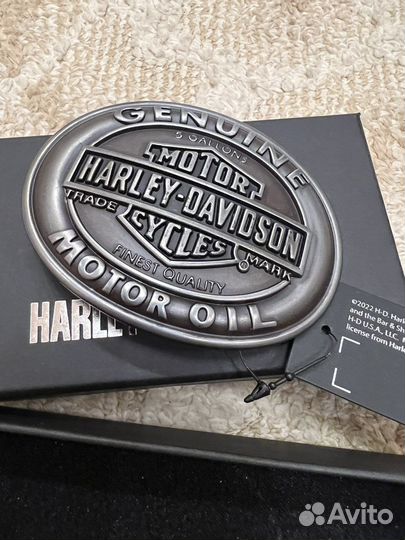 GENUINE
5 GALLONS
MOTOR
HARLEY-DAVIDSON
CYCLES
TRADE MARK
FINEST QUALITY
MOTOR OIL
HARLE
©2022 H-D. Harl
and the Bar & Sh
H-D U.S.A., LLC.
license from Harle
Avito